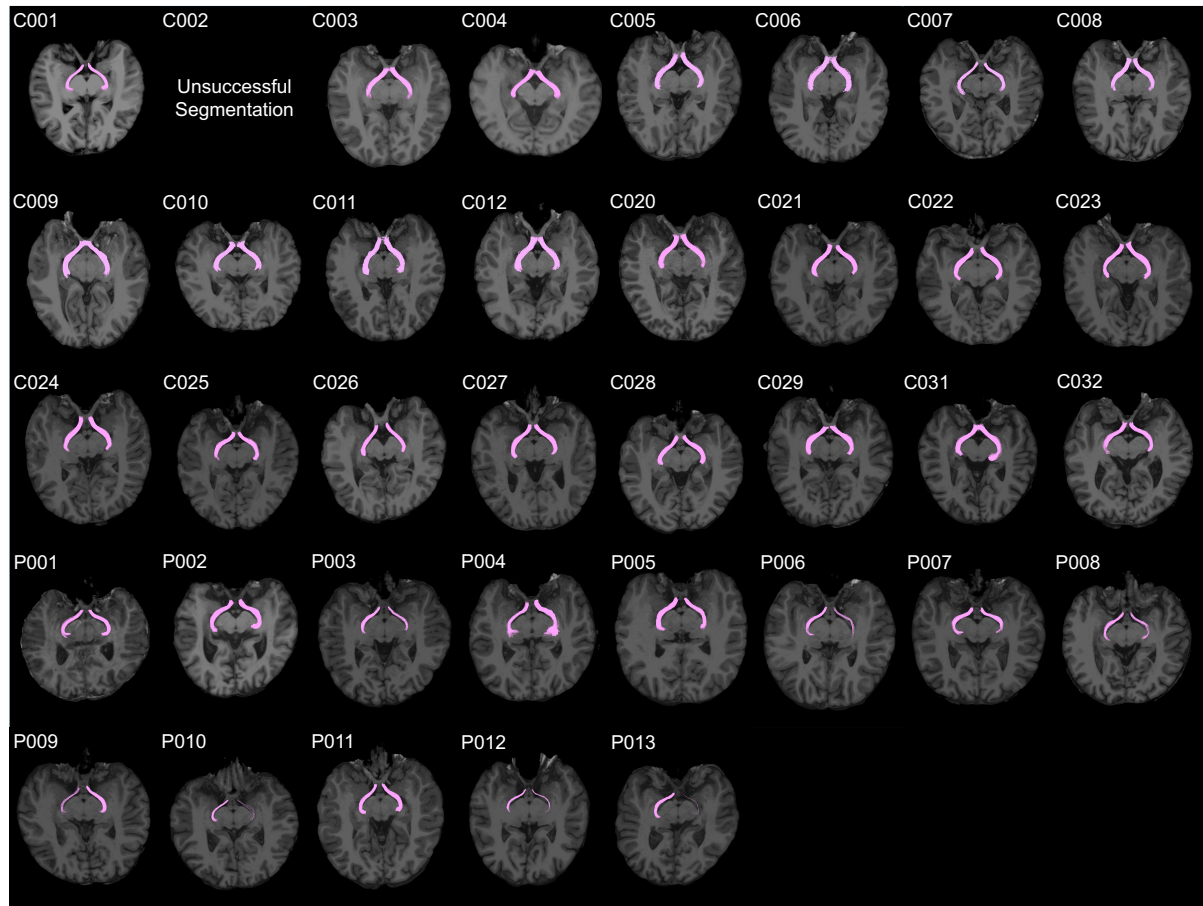 C001 C002 C003 C004 C005 C006 C007 C008
Unsuccessful
Segmentation
C009 C010 C011 C012 C020 C021 C022 C023
C024 C025 C026 C027 C028 C029 C031 C032
P001 P002 P003 P004 P005 P006 P007 P008
P009 P010 P011 P012 P013